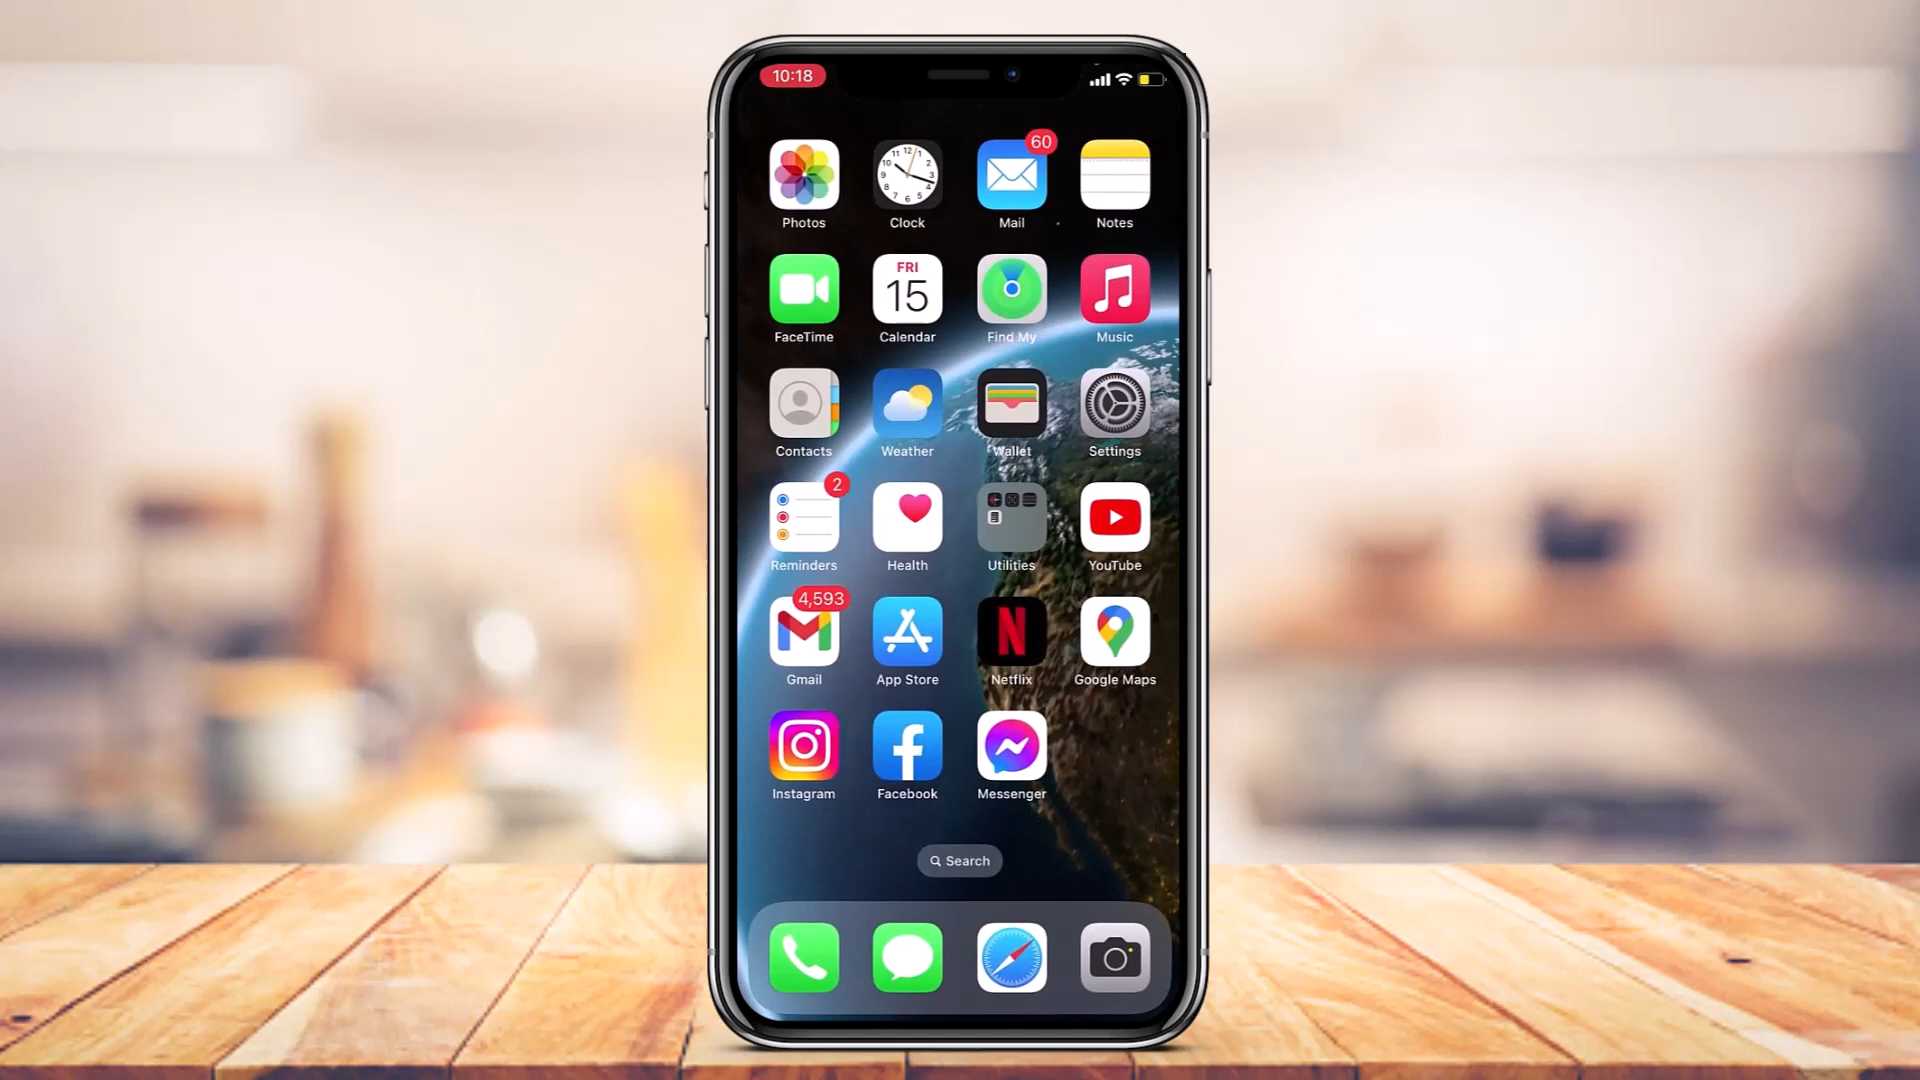 10:18
60
Photos Clock Mail Notes
FRI
15
FaceTime Calendar Find My Music
Contacts Weather Wallet Settings
2
Reminders Health Utilities YouTube
4,593
Gmail App Store Netflix Google Maps
Instagram Facebook Messenger
Search